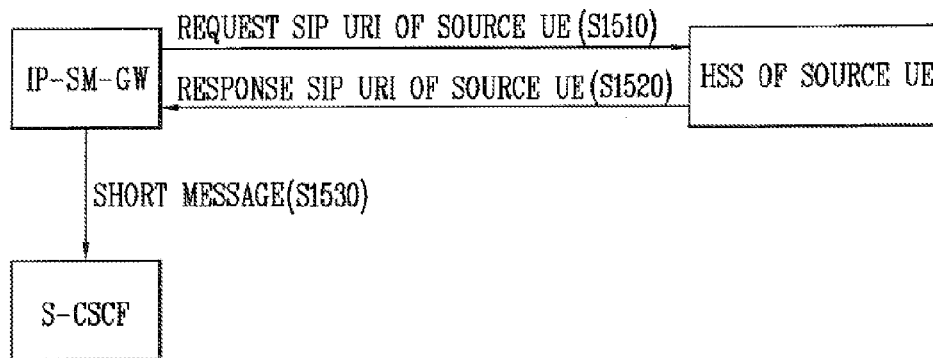 REQUEST SIP URI OF SOURCE UE(S1510)
IP-SM-GW
HSS OF SOURCE UE
RESPONSE SIP URI OF SOURCE UE(S1520)
SHORT MESSAGE(S1530)
S-CSCF